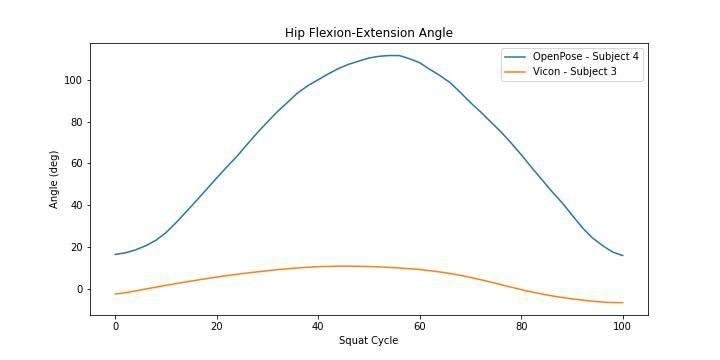 Hip Flexion-Extension Angle
OpenPose - Subject 4
Vicon - Subject 3
Angle (deg)
100
80
60
40
20
0
0 20 40 60 80 100
Squat Cycle